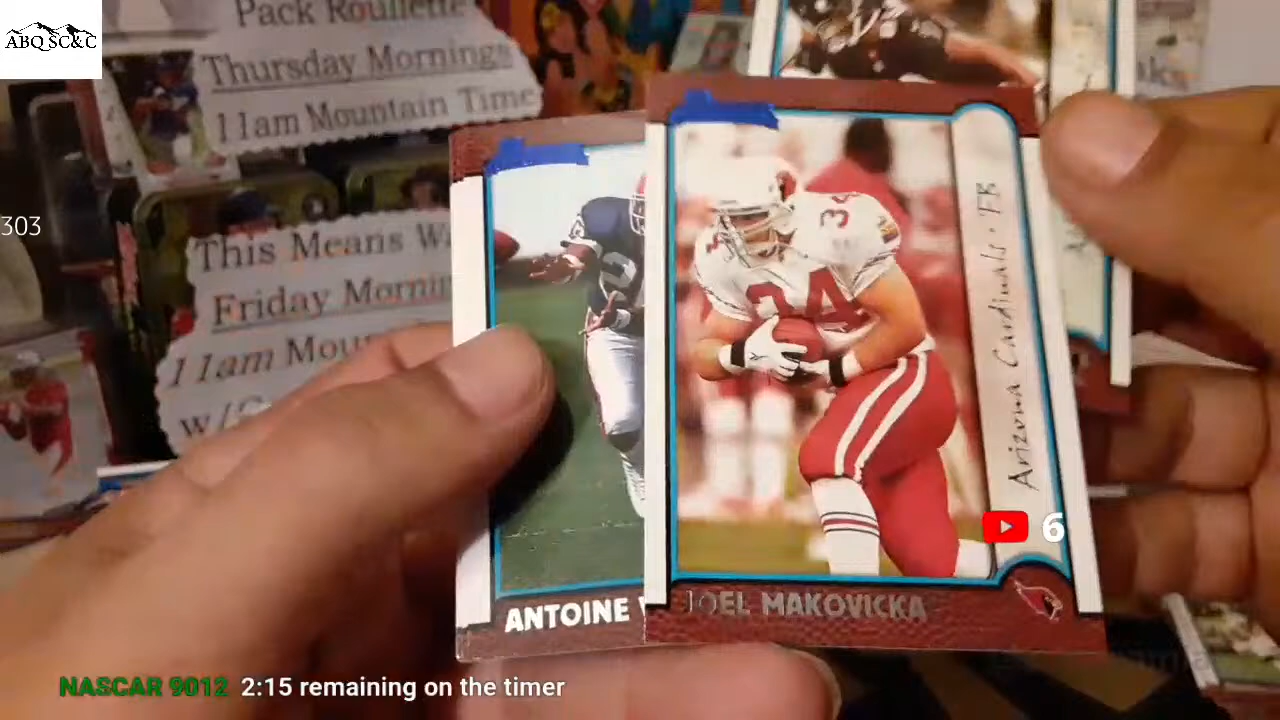 ABQ SC&C
Pack Roullette
Thursday Mornings
11am Mountain Time
303
This Means W
Friday Mornin
11am Mou
w/
34
Arizona Cardinals · FB
6
ANTOINE
JOEL MAKOVICKA
NASCAR 9012 2:15 remaining on the timer